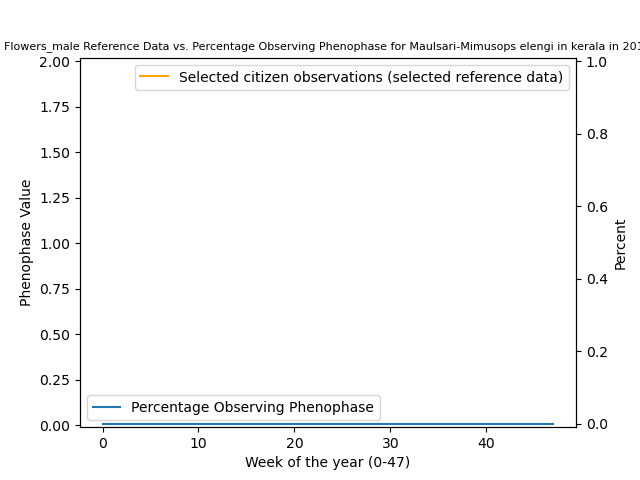 Flowers_male Reference Data vs. Percentage Observing Phenophase for Maulsari-Mimusops elengi in kerala in
2.00
1.75
1.50
1.25
1.00
0.75
0.50
0.25
0.00
Phenophase Value
Selected citizen observations (selected reference data)
Percentage Observing Phenophase
1.0
0.8
0.6
0.4
0.2
0.0
Percent
0 10 20 30 40
Week of the year (0-47)